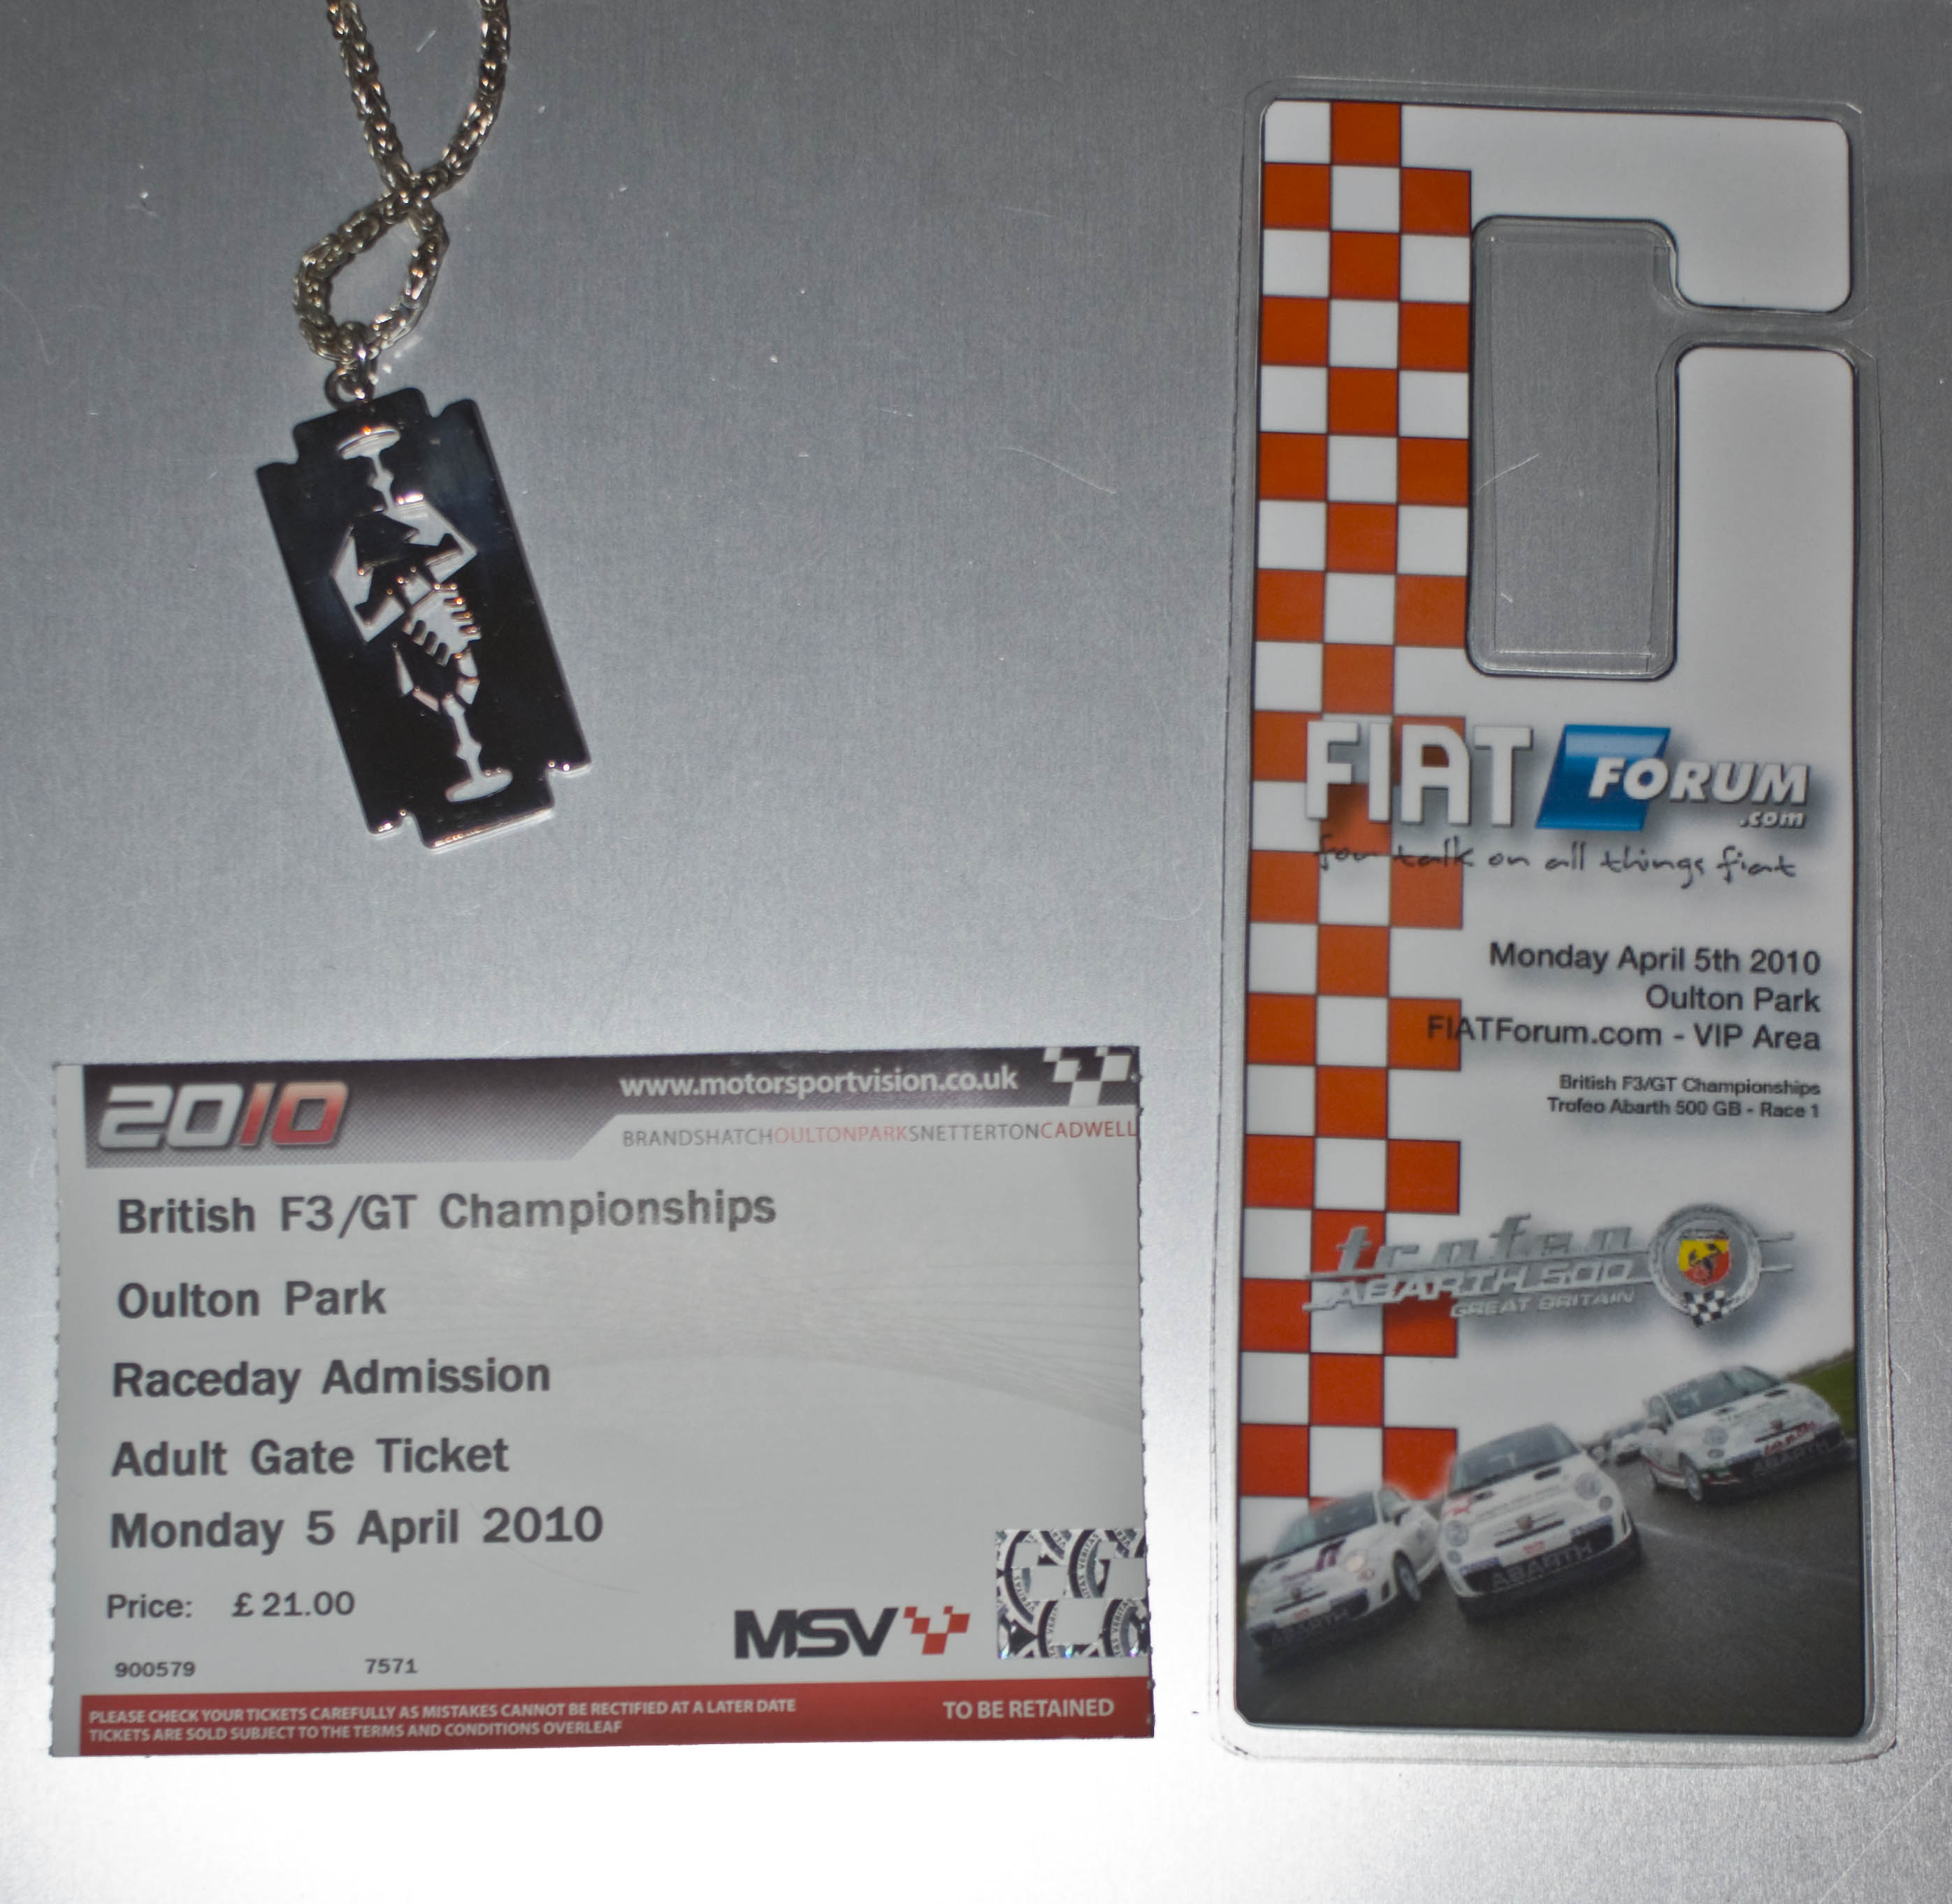 2010
www.motorsportvision.co.uk
BRANDSHATCHOULTONPARKSNETTERTONCADWELL
British F3/GT Championships
Oulton Park
Raceday Admission
Adult Gate Ticket
Monday 5 April 2010
Price: £21.00
900579 7571
MSV
PLEASE CHECK YOUR TICKETS CAREFULLY AS MISTAKES CANNOT BE RECTIFIED AT A LATER DATE
TICKETS ARE SOLD SUBJECT TO THE TERMS AND CONDITIONS OVERLEAF
TO BE RETAINED
FIAT FORUM
.com
for talk on all things fiat
Monday April 5th 2010
Oulton Park
FIATForum.com - VIP Area
British F3/GT Championships
Trofeo Abarth 500 GB - Race 1
trofeo
ABARTH 500
GREAT BRITAIN
ABARTH
ABARTH
ABARTH